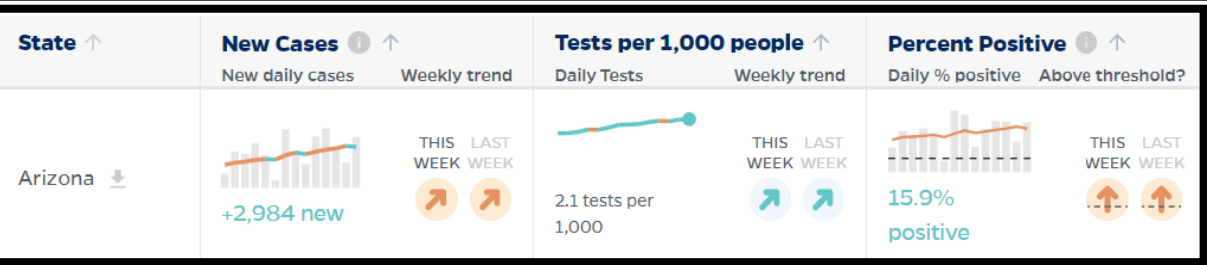 State New Cases Tests per 1,000 people Percent Positive
New daily cases Weekly trend Daily Tests Weekly trend Daily % positive Above threshold?
THIS LAST THIS LAST THIS LAST
WEEK WEEK WEEK WEEK WEEK WEEK
Arizona
+2,984 new
2.1 tests per
1,000
15.9%
positive